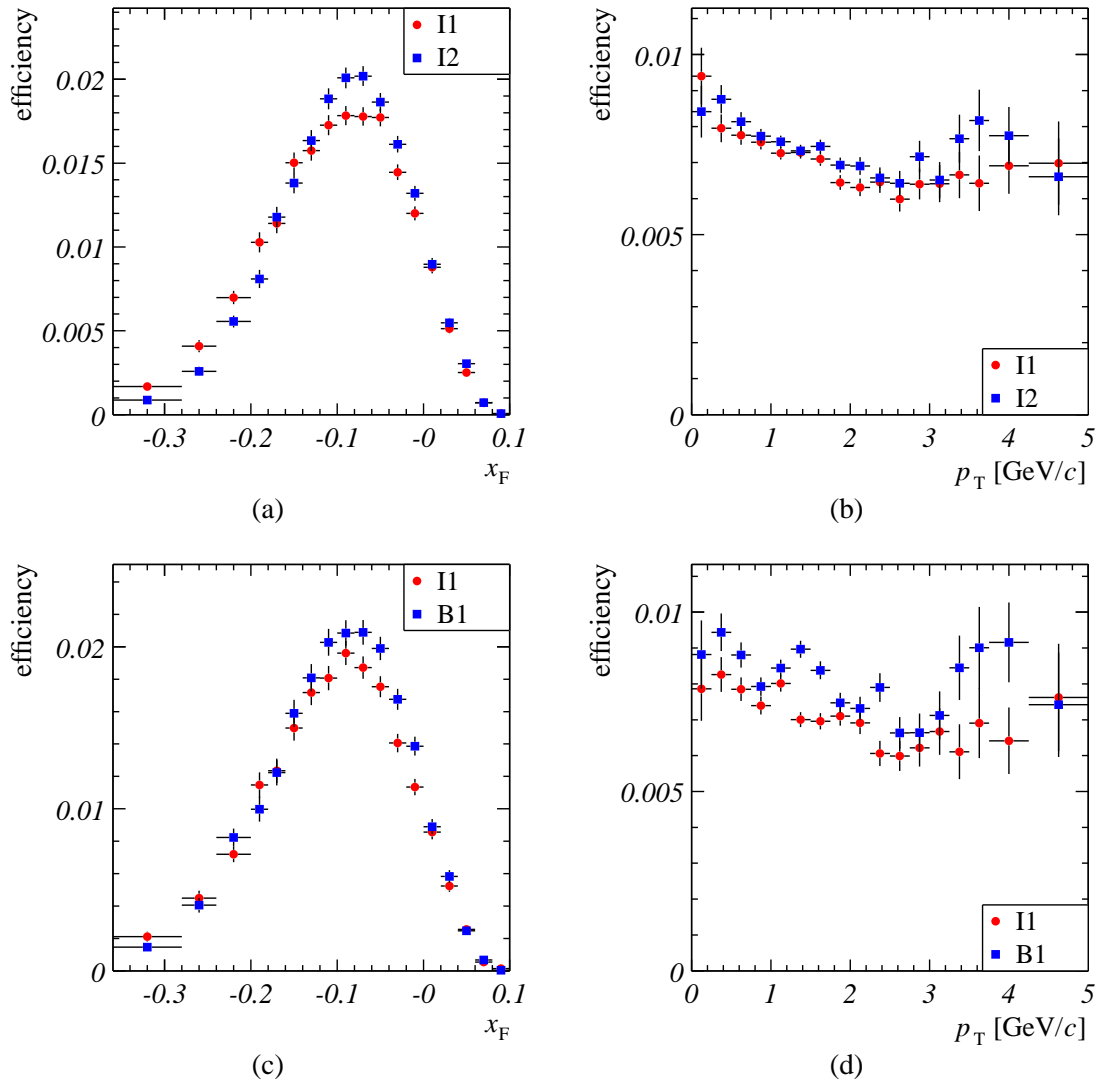 efficiency
I1
I2
0.02
0.015
0.01
0.005
0
-0.3
-0.2
-0.1
-0
0.1
x_F
(a)
efficiency
0.01
0.005
0
I1
I2
0
1
2
3
4
5
p_T [GeV/c]
(b)
efficiency
I1
B1
0.02
0.01
0
-0.3
-0.2
-0.1
-0
0.1
x_F
(c)
efficiency
0.01
0.005
0
I1
B1
0
1
2
3
4
5
p_T [GeV/c]
(d)